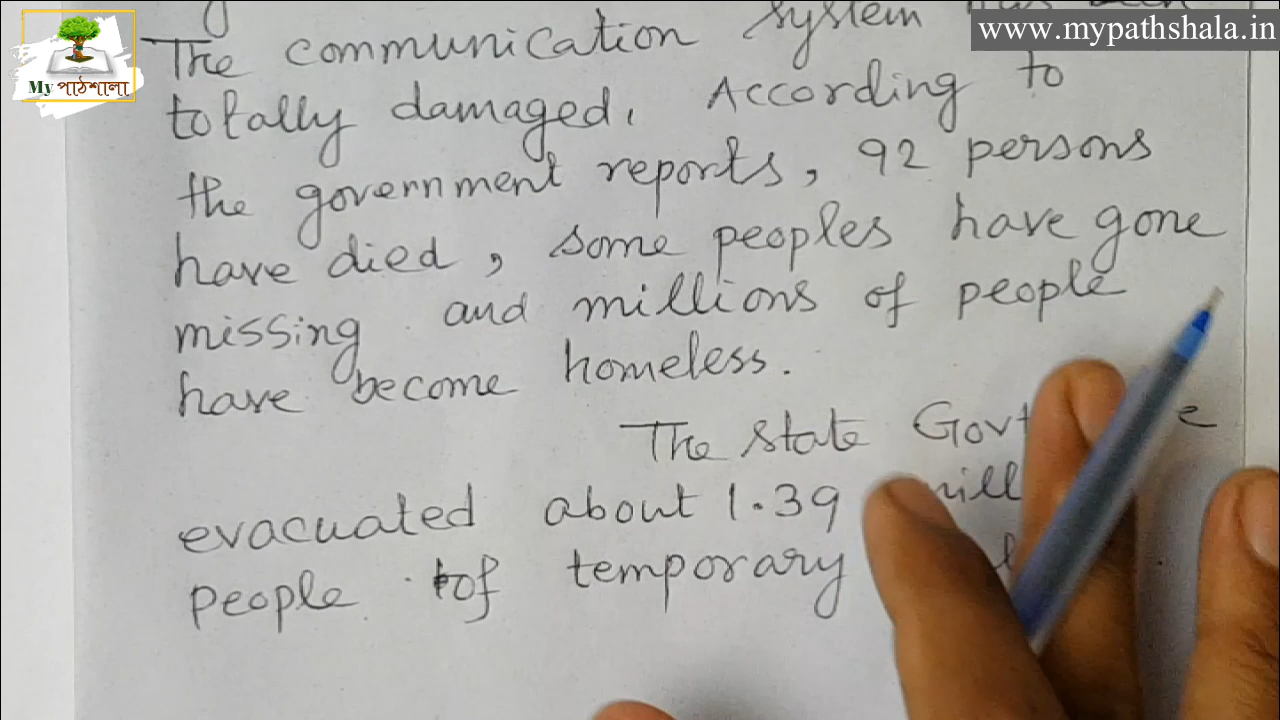 www.mypathshala.in
My পাঠশালা
The communication system has been
totally damaged. According to
the government reports, 92 persons
have died, some peoples have gone
missing and millions of people
have become homeless.
The state Govt
evacuated about 1.39
people of temporary